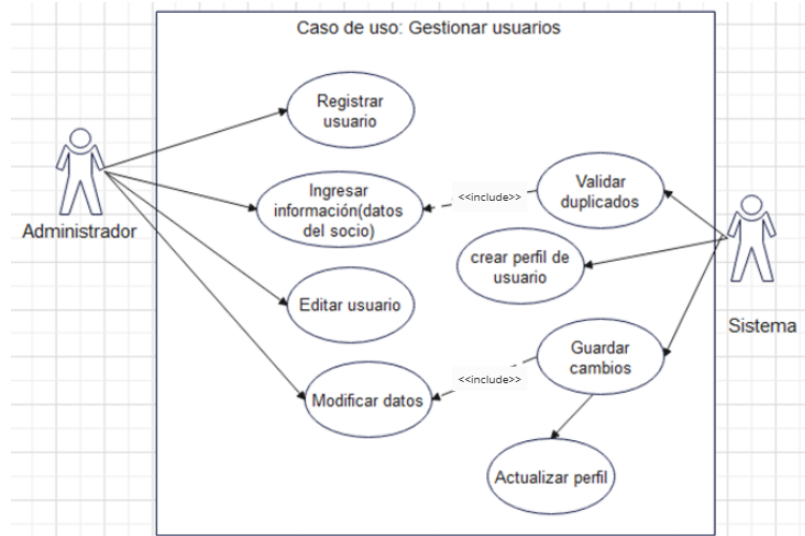 Caso de uso: Gestionar usuarios
Registrar
usuario
Ingresar
información(datos
del socio)
<<include>>
Validar
duplicados
Administrador
crear perfil de
usuario
Editar usuario
Sistema
Guardar
cambios
<<include>>
Modificar datos
Actualizar perfil